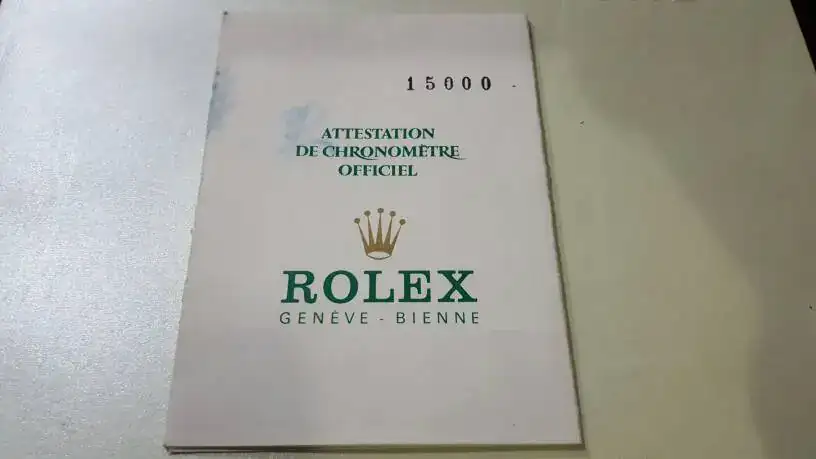 15000
ATTESTATION
DE CHRONOMÈTRE
OFFICIEL
ROLEX
GENÈVE - BIENNE